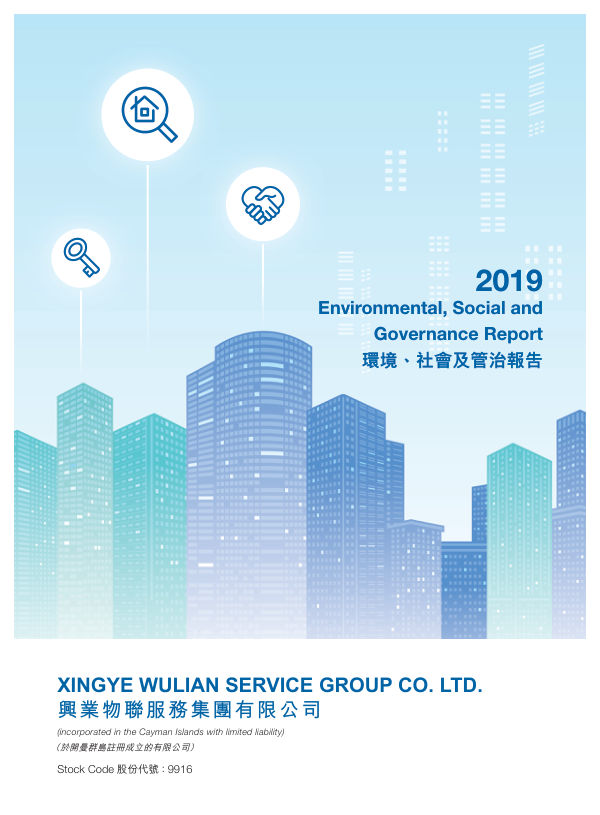 2019
Environmental, Social and
Governance Report
環境、社會及管治報告
XINGYE WULIAN SERVICE GROUP CO. LTD.
興業物聯服務集團有限公司
(incorporated in the Cayman Islands with limited liability)
（於開曼群島註冊成立的有限公司）
Stock Code 股份代號：9916